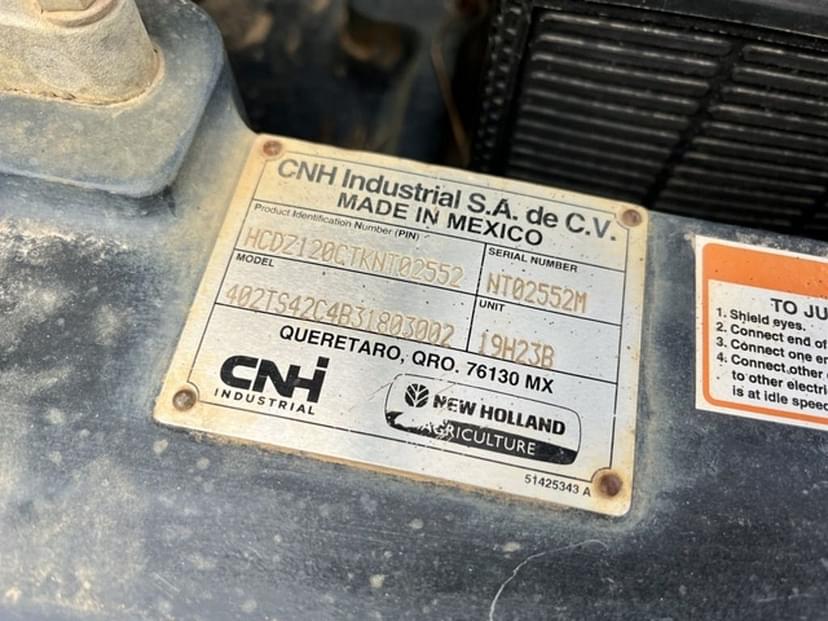 CNH Industrial S.A. de C.V.
MADE IN MEXICO
Product Identification Number (PIN)
HCDZ120CTKNT02552
SERIAL NUMBER
NT02552M
MODEL
402TS42C4B31803002
UNIT
19H23B
QUERETARO, QRO. 76130 MX
CNH
INDUSTRIAL
NEW HOLLAND
AGRICULTURE
51425343 A
TO JU
1. Shield eyes.
2. Connect end of
3. Connect one en
4. Connect other
to other electri
is at idle speed